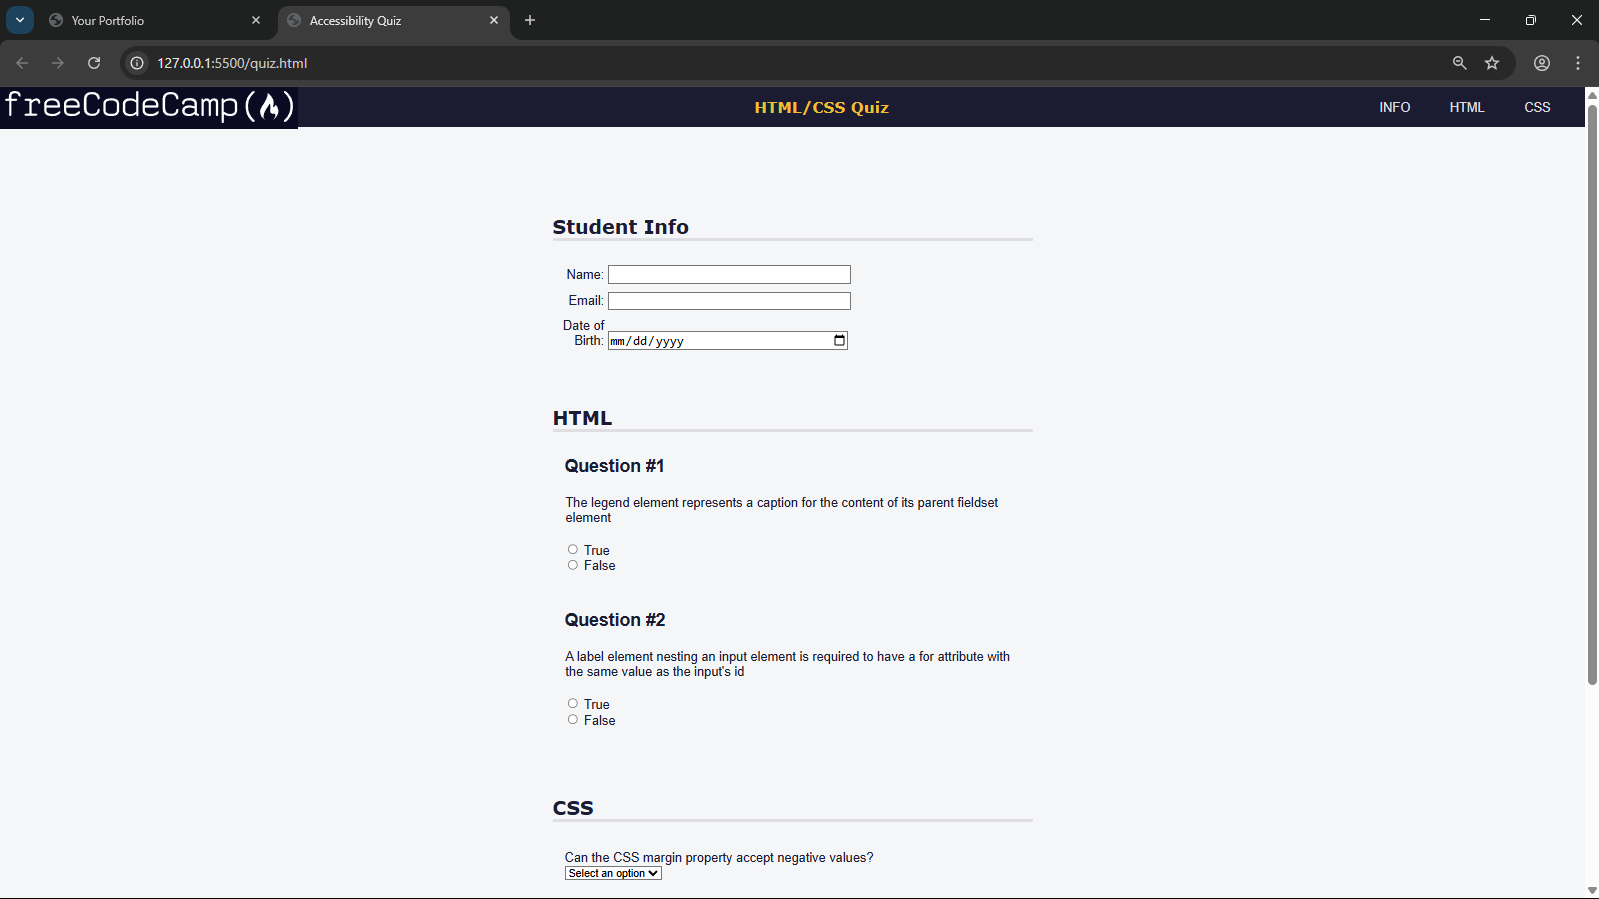 Your Portfolio
Accessibility Quiz
127.0.0.1:5500/quiz.html
freeCodeCamp
HTML/CSS Quiz
INFO
HTML
CSS
Student Info
Name:
Email:
Date of
Birth:
mm/dd/yyyy
HTML
Question #1
The legend element represents a caption for the content of its parent fieldset
element
True
False
Question #2
A label element nesting an input element is required to have a for attribute with
the same value as the input's id
True
False
CSS
Can the CSS margin property accept negative values?
Select an option